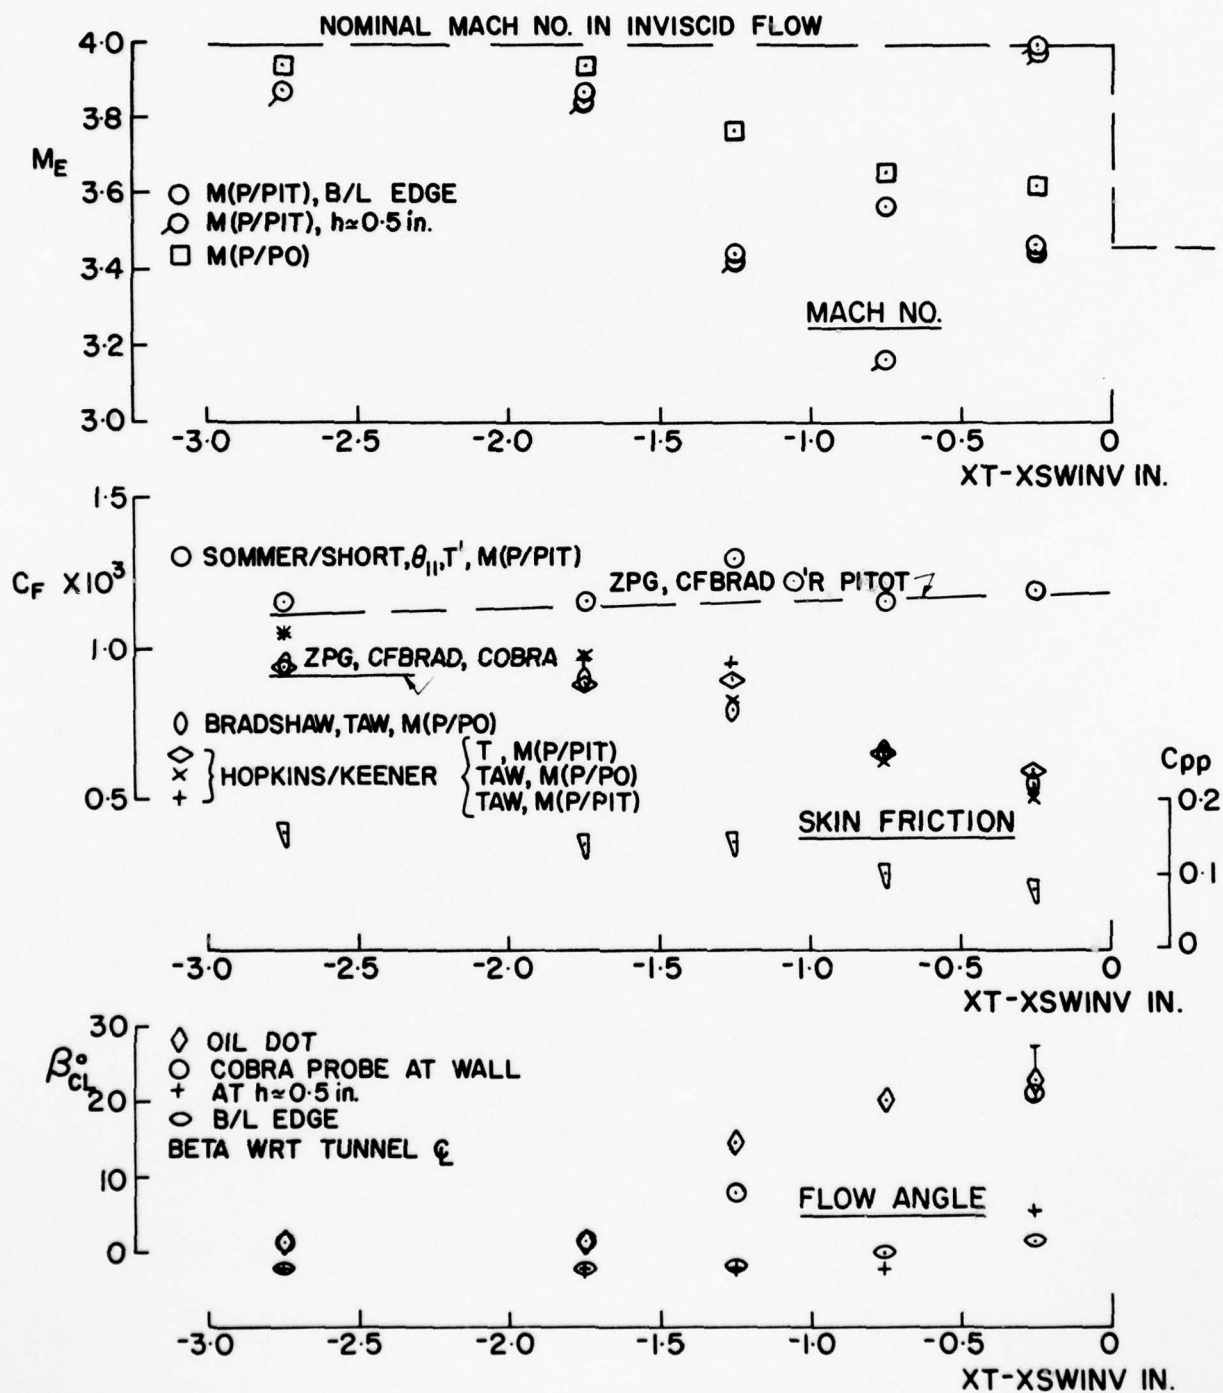 NOMINAL MACH NO. IN INVISCID FLOW
4·0
3·8
M_E
3·6
3·4
3·2
3·0
⊙ M(P/PIT), B/L EDGE
M(P/PIT), h≃0·5 in.
□ M(P/PO)
MACH NO.
-3·0 -2·5 -2·0 -1·5 -1·0 -0·5 0
XT-XSWINV IN.
1·5
C_F X10³
1·0
0·5
⊙ SOMMER/SHORT, θ₁₁, T', M(P/PIT)
ZPG, CFBRAD ⊙'R PITOT
ZPG, CFBRAD, COBRA
BRADSHAW, TAW, M(P/PO)
HOPKINS/KEENER
T, M(P/PIT)
TAW, M(P/PO)
TAW, M(P/PIT)
SKIN FRICTION
Cpp
0·2
0·1
0
-3·0 -2·5 -2·0 -1·5 -1·0 -0·5 0
XT-XSWINV IN.
30
β°CL
20
10
0
◊ OIL DOT
○ COBRA PROBE AT WALL
+ AT h≃0·5 in.
B/L EDGE
BETA WRT TUNNEL ℄
FLOW ANGLE
-3·0 -2·5 -2·0 -1·5 -1·0 -0·5 0
XT-XSWINV IN.